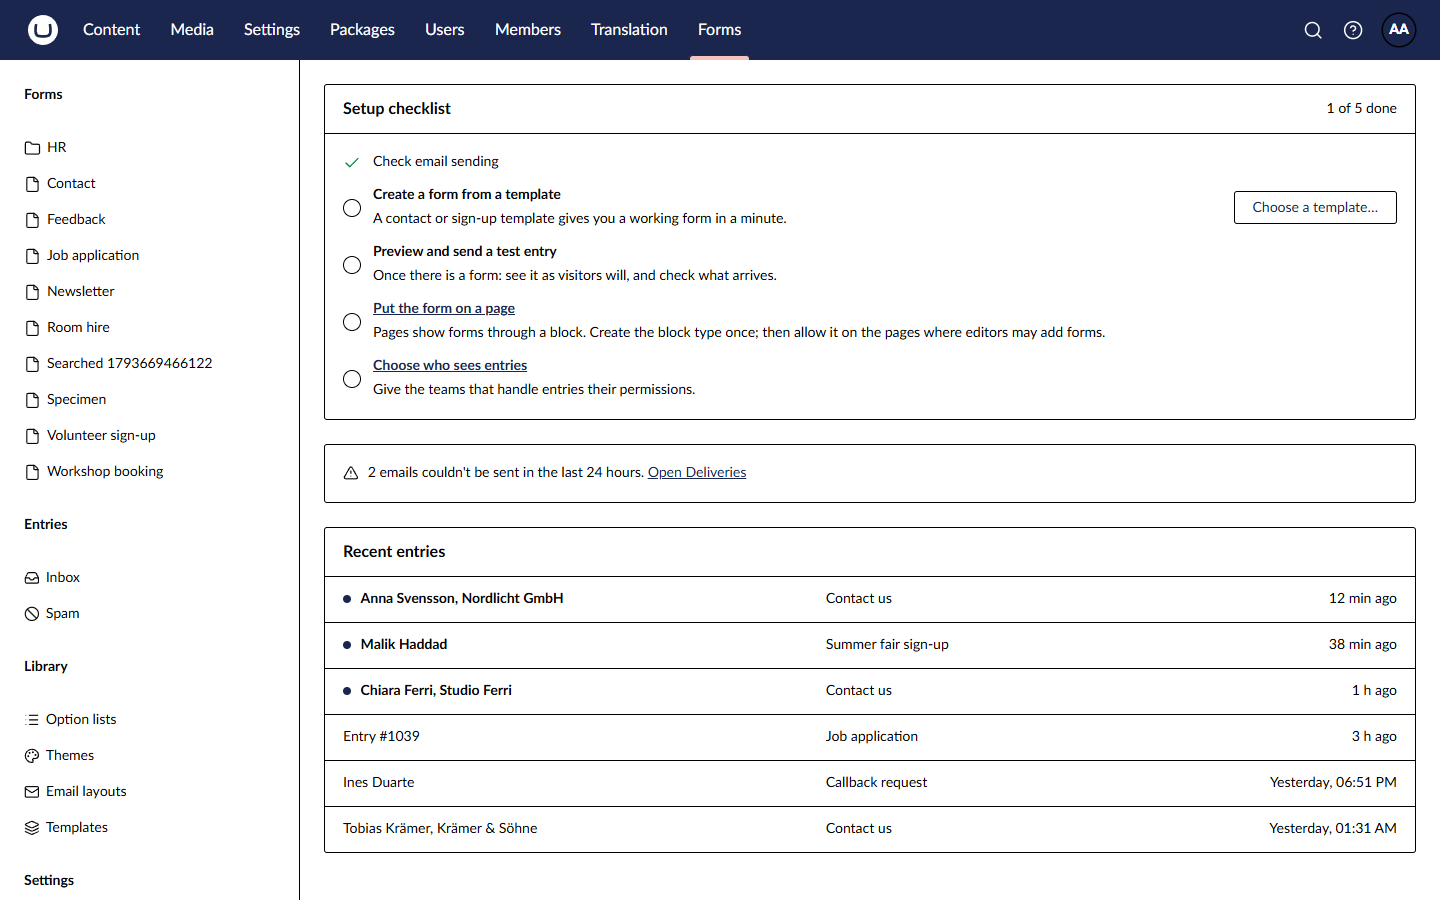 Content Media Settings Packages Users Members Translation Forms AA
Forms
HR
Contact
Feedback
Job application
Newsletter
Room hire
Searched 1793669466122
Specimen
Volunteer sign-up
Workshop booking
Entries
Inbox
Spam
Library
Option lists
Themes
Email layouts
Templates
Settings
Setup checklist 1 of 5 done
Check email sending
Create a form from a template
A contact or sign-up template gives you a working form in a minute.
Choose a template...
Preview and send a test entry
Once there is a form: see it as visitors will, and check what arrives.
Put the form on a page
Pages show forms through a block. Create the block type once; then allow it on the pages where editors may add forms.
Choose who sees entries
Give the teams that handle entries their permissions.
2 emails couldn't be sent in the last 24 hours. Open Deliveries
Recent entries
Anna Svensson, Nordlicht GmbH Contact us 12 min ago
Malik Haddad Summer fair sign-up 38 min ago
Chiara Ferri, Studio Ferri Contact us 1 h ago
Entry #1039 Job application 3 h ago
Ines Duarte Callback request Yesterday, 06:51 PM
Tobias Krämer, Krämer & Söhne Contact us Yesterday, 01:31 AM